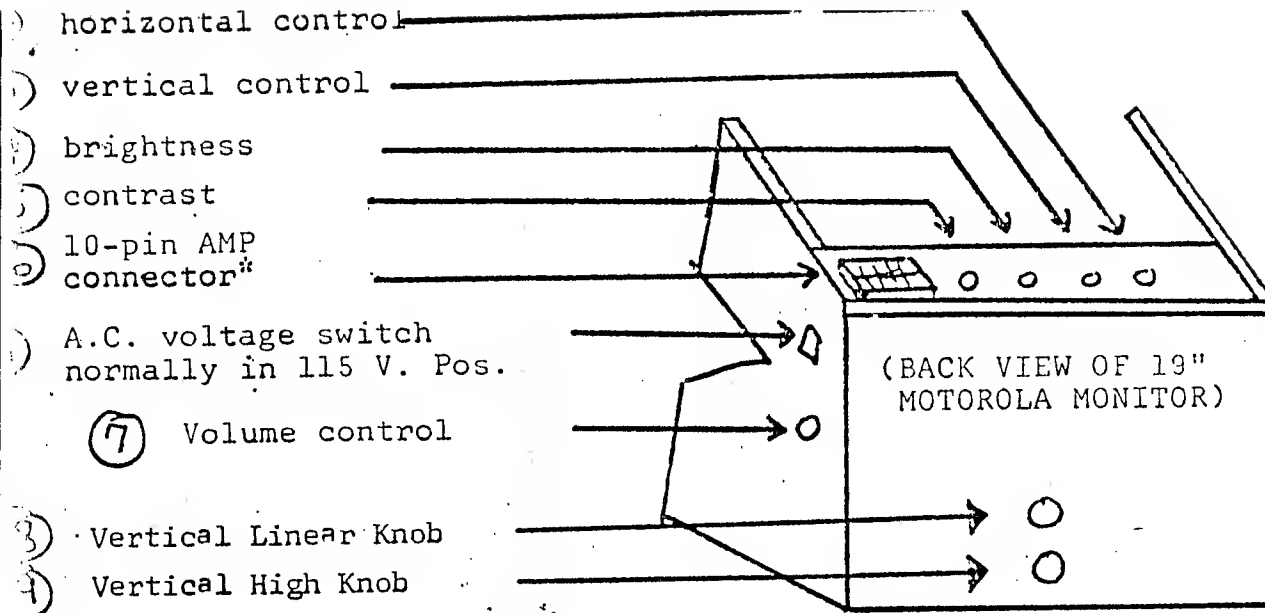 horizontal control
vertical control
brightness
contrast
10-pin AMP
connector*
A.C. voltage switch
normally in 115 V. Pos.
(BACK VIEW OF 19"
MOTOROLA MONITOR)
7 Volume control
Vertical Linear Knob
Vertical High Knob